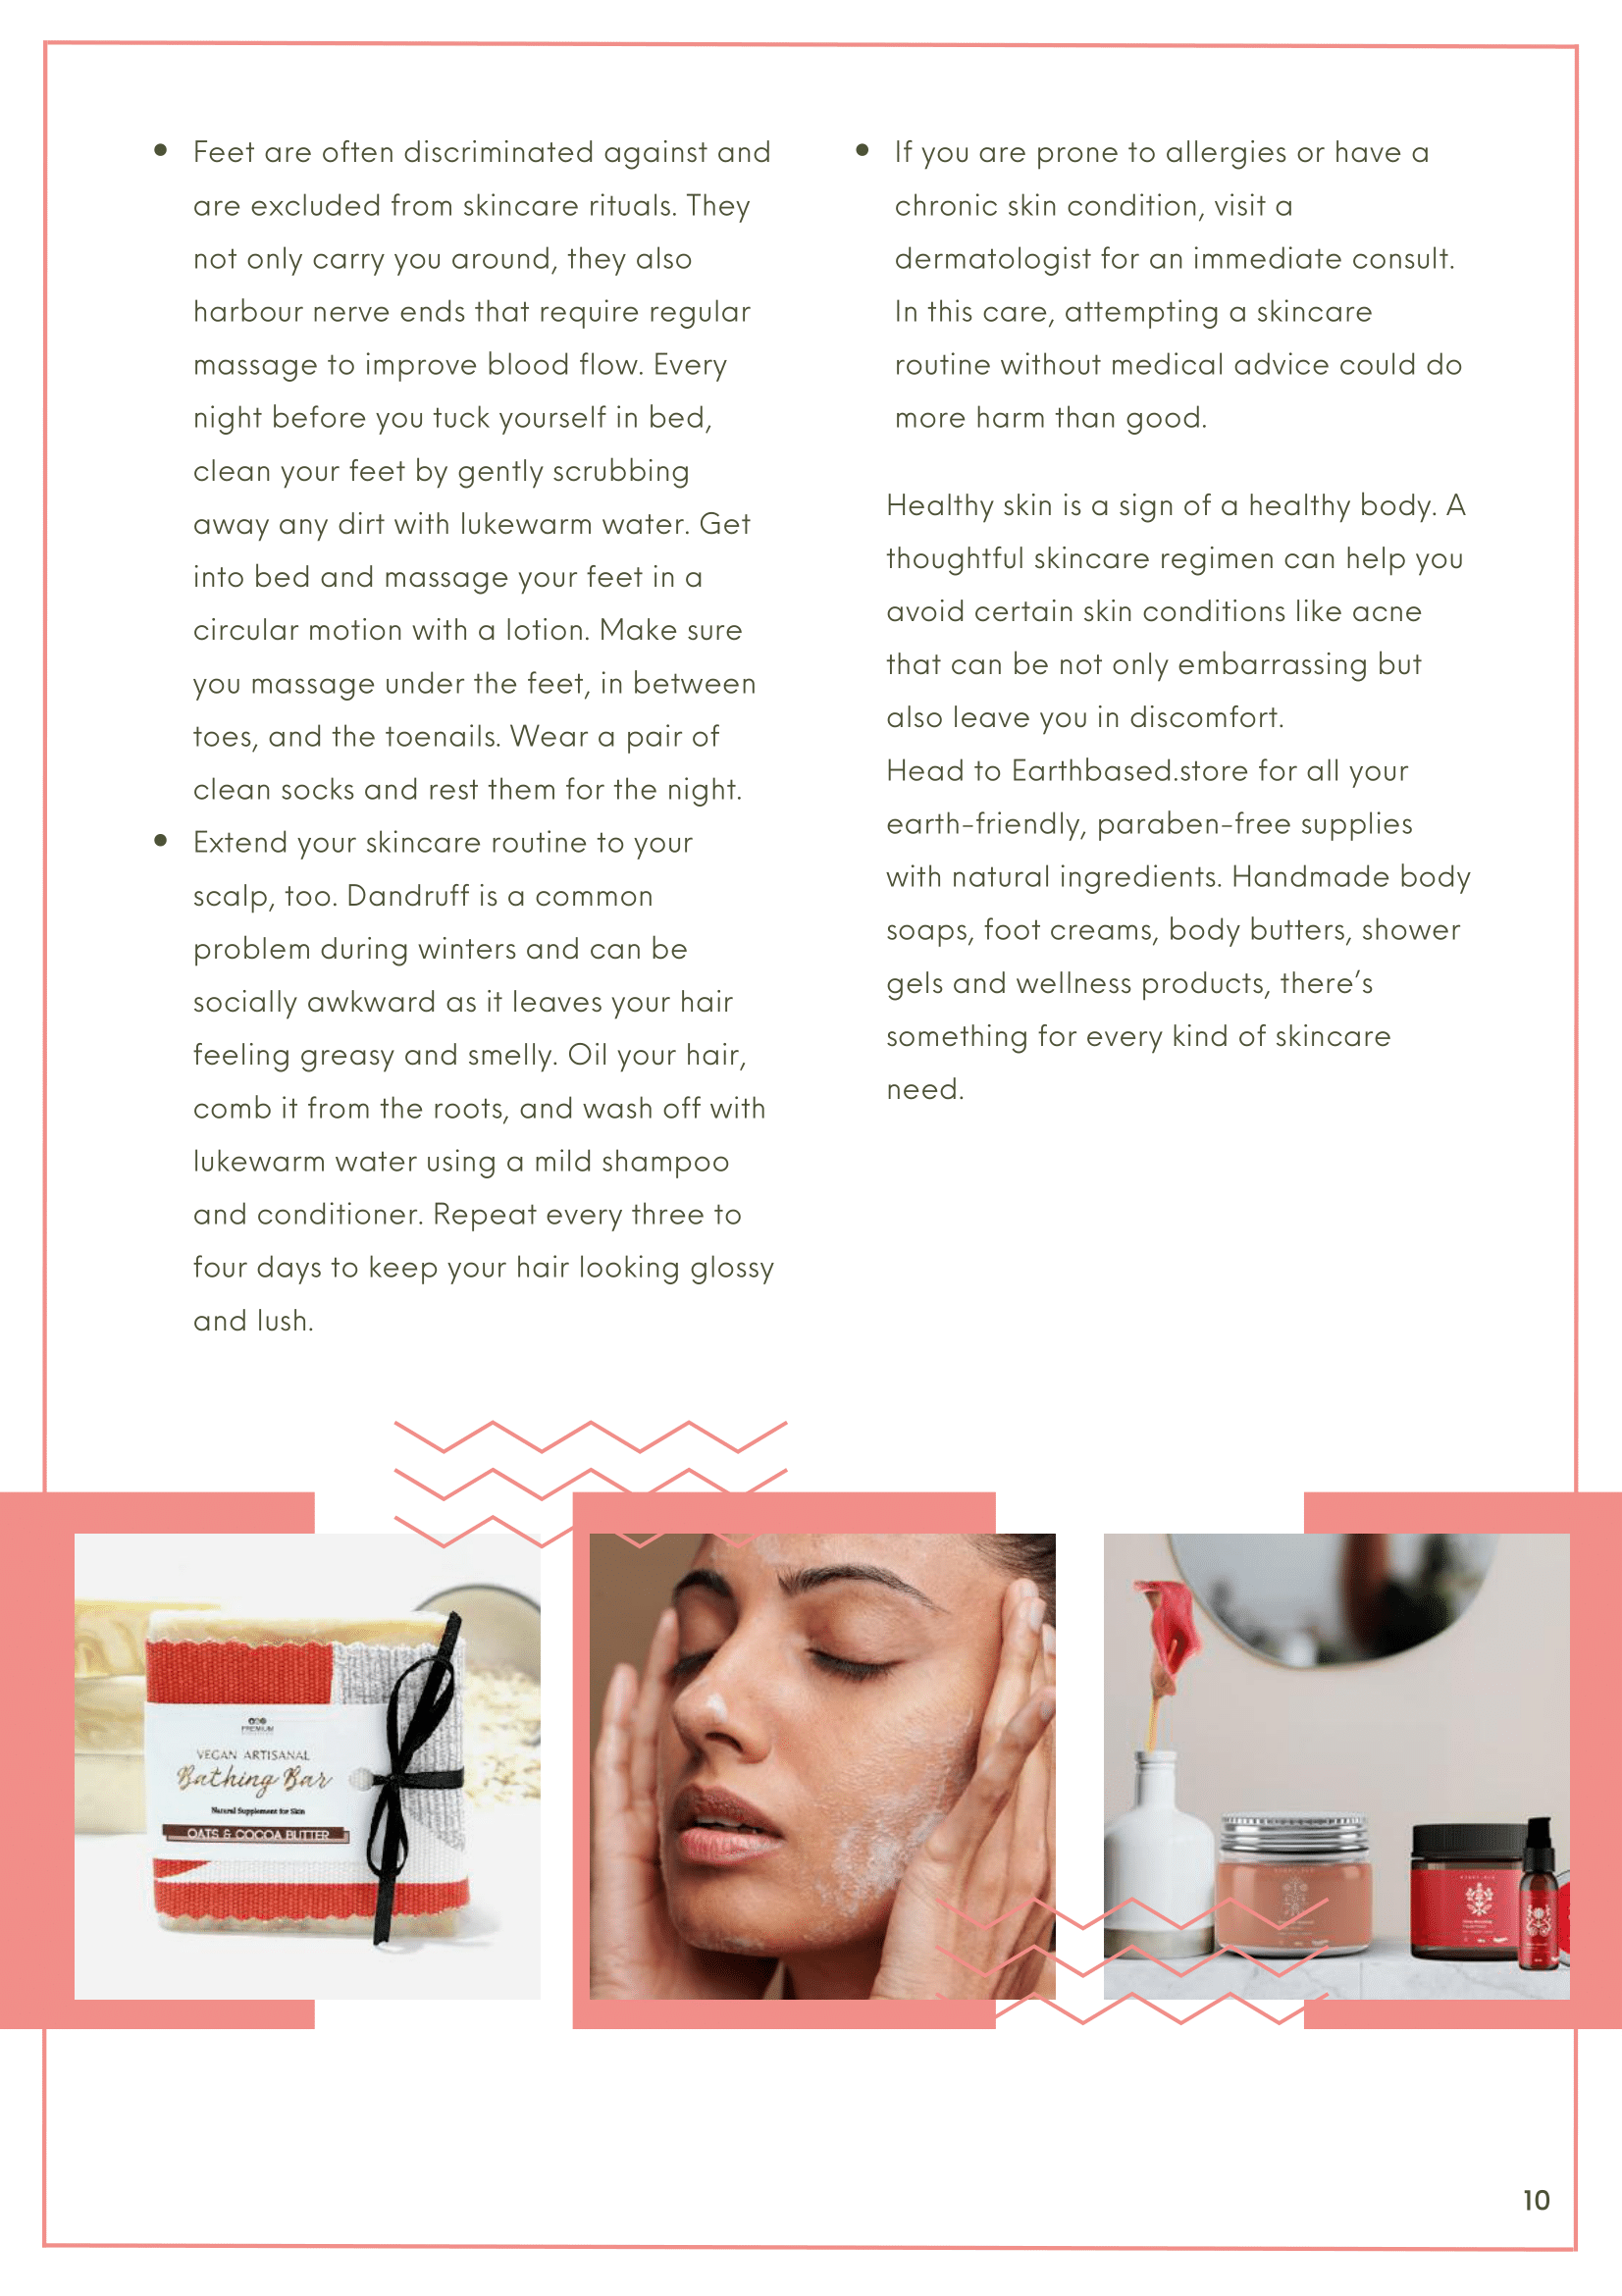 Feet are often discriminated against and
are excluded from skincare rituals. They
not only carry you around, they also
harbour nerve ends that require regular
massage to improve blood flow. Every
night before you tuck yourself in bed,
clean your feet by gently scrubbing
away any dirt with lukewarm water. Get
into bed and massage your feet in a
circular motion with a lotion. Make sure
you massage under the feet, in between
toes, and the toenails. Wear a pair of
clean socks and rest them for the night.
Extend your skincare routine to your
scalp, too. Dandruff is a common
problem during winters and can be
socially awkward as it leaves your hair
feeling greasy and smelly. Oil your hair,
comb it from the roots, and wash off with
lukewarm water using a mild shampoo
and conditioner. Repeat every three to
four days to keep your hair looking glossy
and lush.
If you are prone to allergies or have a
chronic skin condition, visit a
dermatologist for an immediate consult.
In this care, attempting a skincare
routine without medical advice could do
more harm than good.
Healthy skin is a sign of a healthy body. A
thoughtful skincare regimen can help you
avoid certain skin conditions like acne
that can be not only embarrassing but
also leave you in discomfort.
Head to Earthbased.store for all your
earth-friendly, paraben-free supplies
with natural ingredients. Handmade body
soaps, foot creams, body butters, shower
gels and wellness products, there's
something for every kind of skincare
need.
PREMIUM
VEGAN ARTISANAL
Bathing Bar
Natural Supplement for Skin
OATS & COCOA BUTTER
10